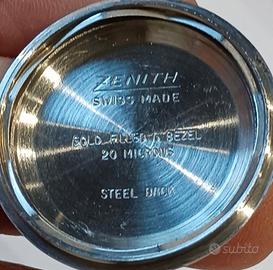 ZENITH
SWISS MADE
GOLD FILLED BEZEL
20 MICRONS
STEEL BACK
subito